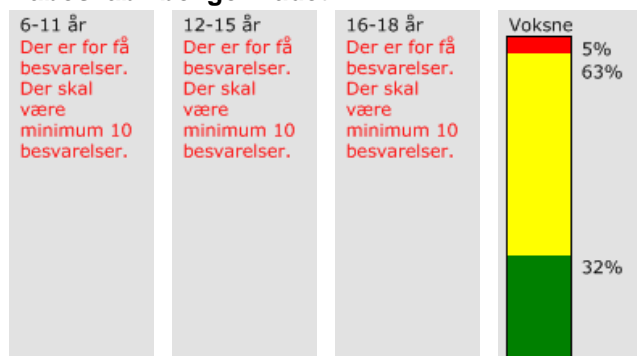 6-11 år
Der er for få
besvarelser.
Der skal
være
minimum 10
besvarelser.
12-15 år
Der er for få
besvarelser.
Der skal
være
minimum 10
besvarelser.
16-18 år
Der er for få
besvarelser.
Der skal
være
minimum 10
besvarelser.
Voksne
5%
63%
32%